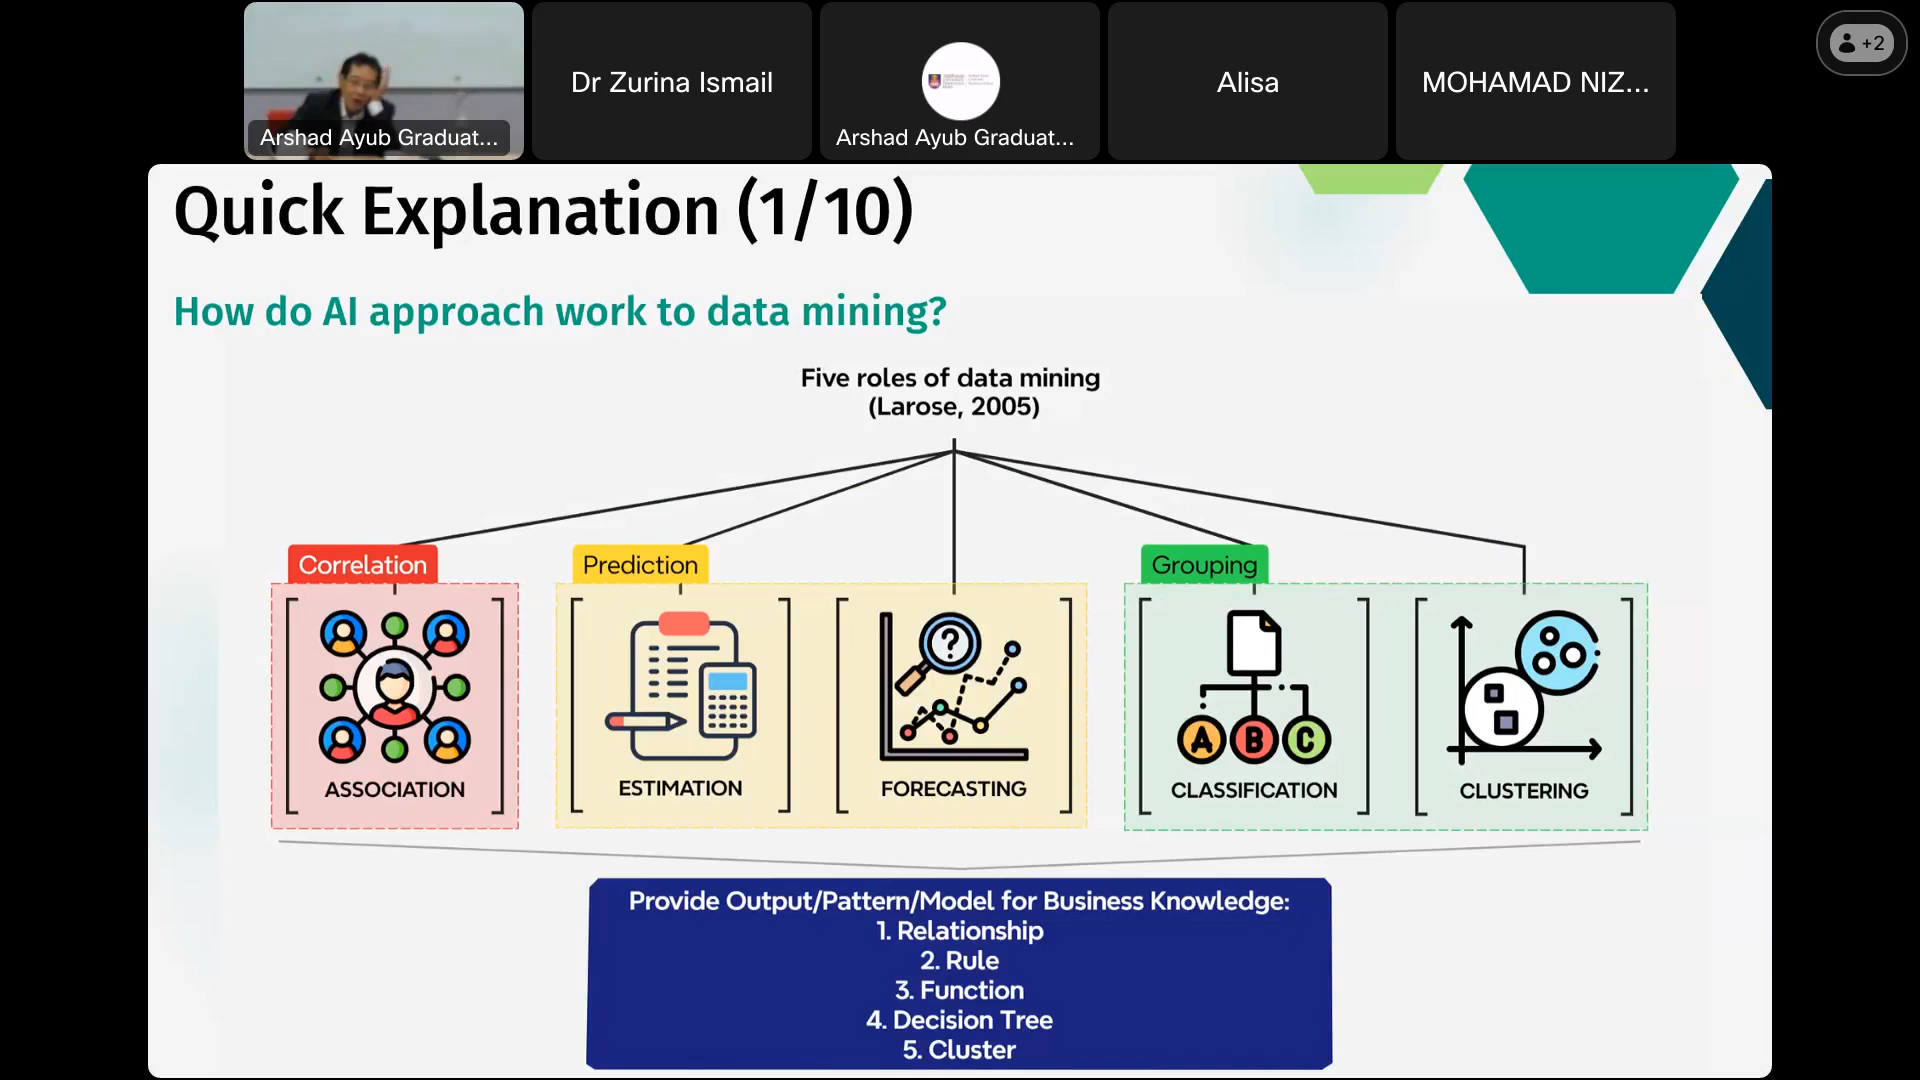 Arshad Ayub Graduat...
Dr Zurina Ismail
Arshad Ayub Graduat...
Alisa
MOHAMAD NIZ...
+2
Quick Explanation (1/10)
How do AI approach work to data mining?
Five roles of data mining
(Larose, 2005)
Correlation
Prediction
Grouping
?
A B C
ASSOCIATION
ESTIMATION
FORECASTING
CLASSIFICATION
CLUSTERING
Provide Output/Pattern/Model for Business Knowledge:
1. Relationship
2. Rule
3. Function
4. Decision Tree
5. Cluster